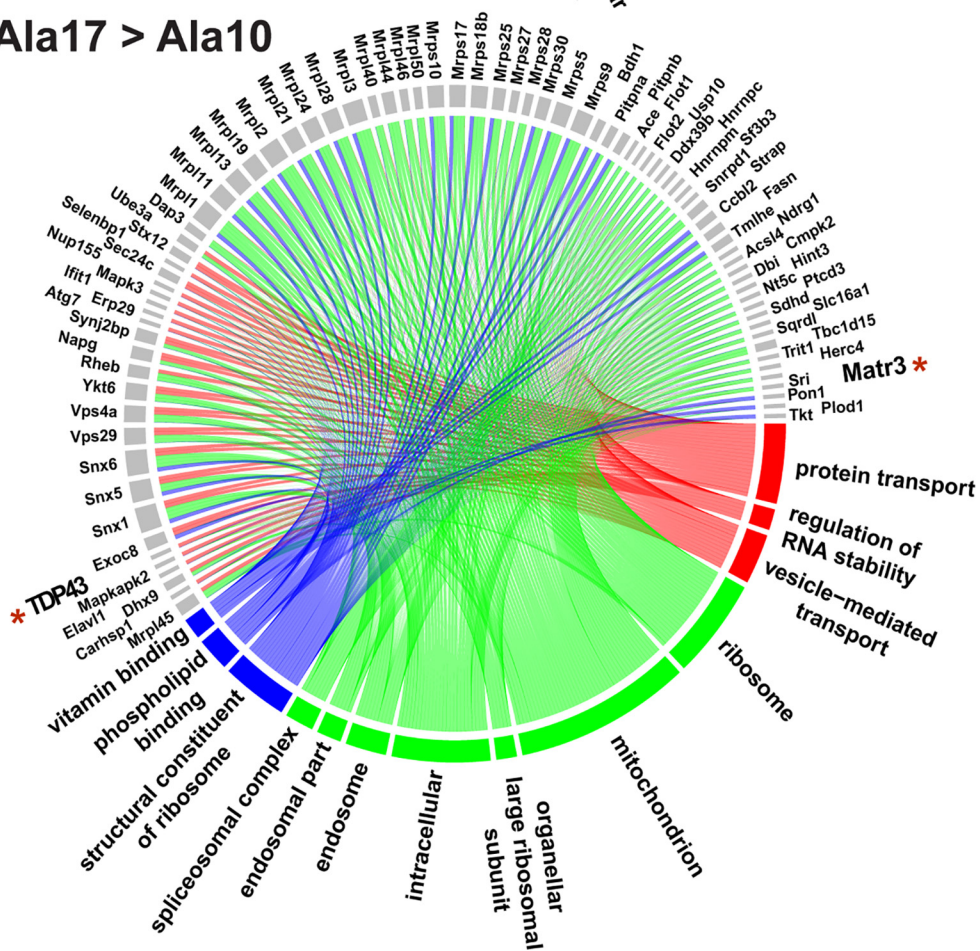 Ala17 > Ala10
Mrpl1
Mrpl11
Mrpl13
Mrpl19
Mrpl2
Mrpl21
Mrpl24
Mrpl28
Mrpl3
Mrpl40
Mrpl44
Mrpl46
Mrpl50
Mrps10
Mrps17
Mrps18b
Mrps25
Mrps27
Mrps28
Mrps30
Mrps5
Mrps9
Pitpna
Bdh1
Ace
Pitpnb
Flot2
Flot1
Ddx39b
Usp10
Hnrnpm
Hnrnpc
Snrpd1
Sf3b3
Ccbl2
Strap
Tmlhe
Fasn
Acsl4
Ndrg1
Dbi
Cmpk2
Nt5c
Hint3
Sdhd
Ptcd3
Sqrdl
Slc16a1
Trit1
Tbc1d15
Sri
Herc4
Pon1
Matr3 *
Tkt
Plod1
protein transport
regulation of
RNA stability
vesicle−mediated
transport
ribosome
mitochondrion
organellar
large ribosomal
subunit
intracellular
endosome
endosomal part
spliceosomal complex
structural constituent
of ribosome
phospholipid
binding
vitamin binding
Mrpl45
Carhsp1
Dhx9
Elavl1
Mapkapk2
* TDP43
Exoc8
Snx1
Snx5
Snx6
Vps29
Vps4a
Ykt6
Rheb
Napg
Synj2bp
Atg7
Erp29
Ifit1
Mapk3
Nup155
Sec24c
Selenbp1
Stx12
Ube3a
Dap3